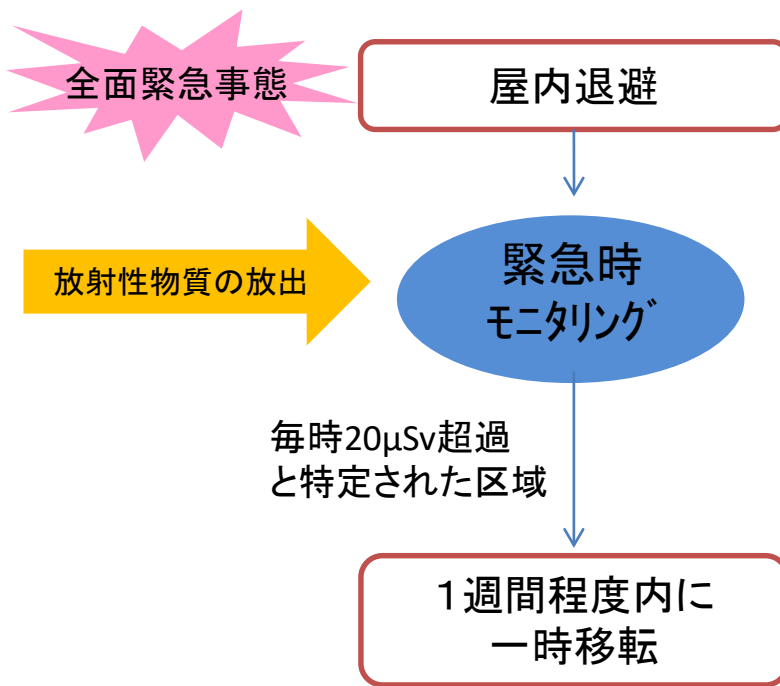 全面緊急事態
屋内退避
放射性物質の放出
緊急時
ﾓﾆﾀﾘﾝｸﾞ
毎時20μSv超過
と特定された区域
１週間程度内に
一時移転